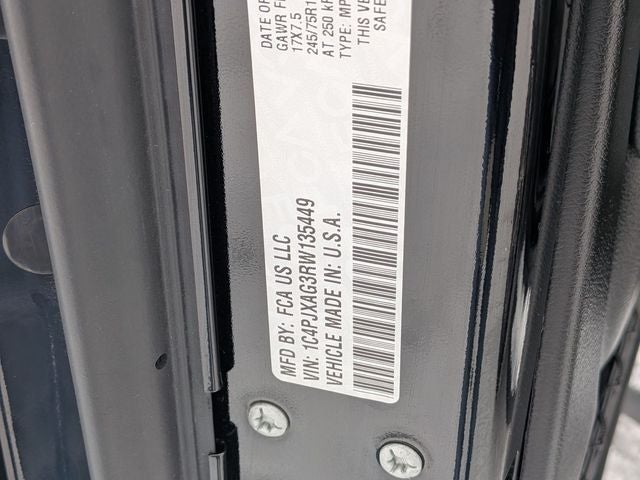 DATE OF
GAWR F
17X7.5
245/75R1
AT 250 KP
TYPE: MP
THIS VE
SAFE
MFD BY: FCA US LLC
VIN: 1C4PJXAG3RW135449
VEHICLE MADE IN: U.S.A.